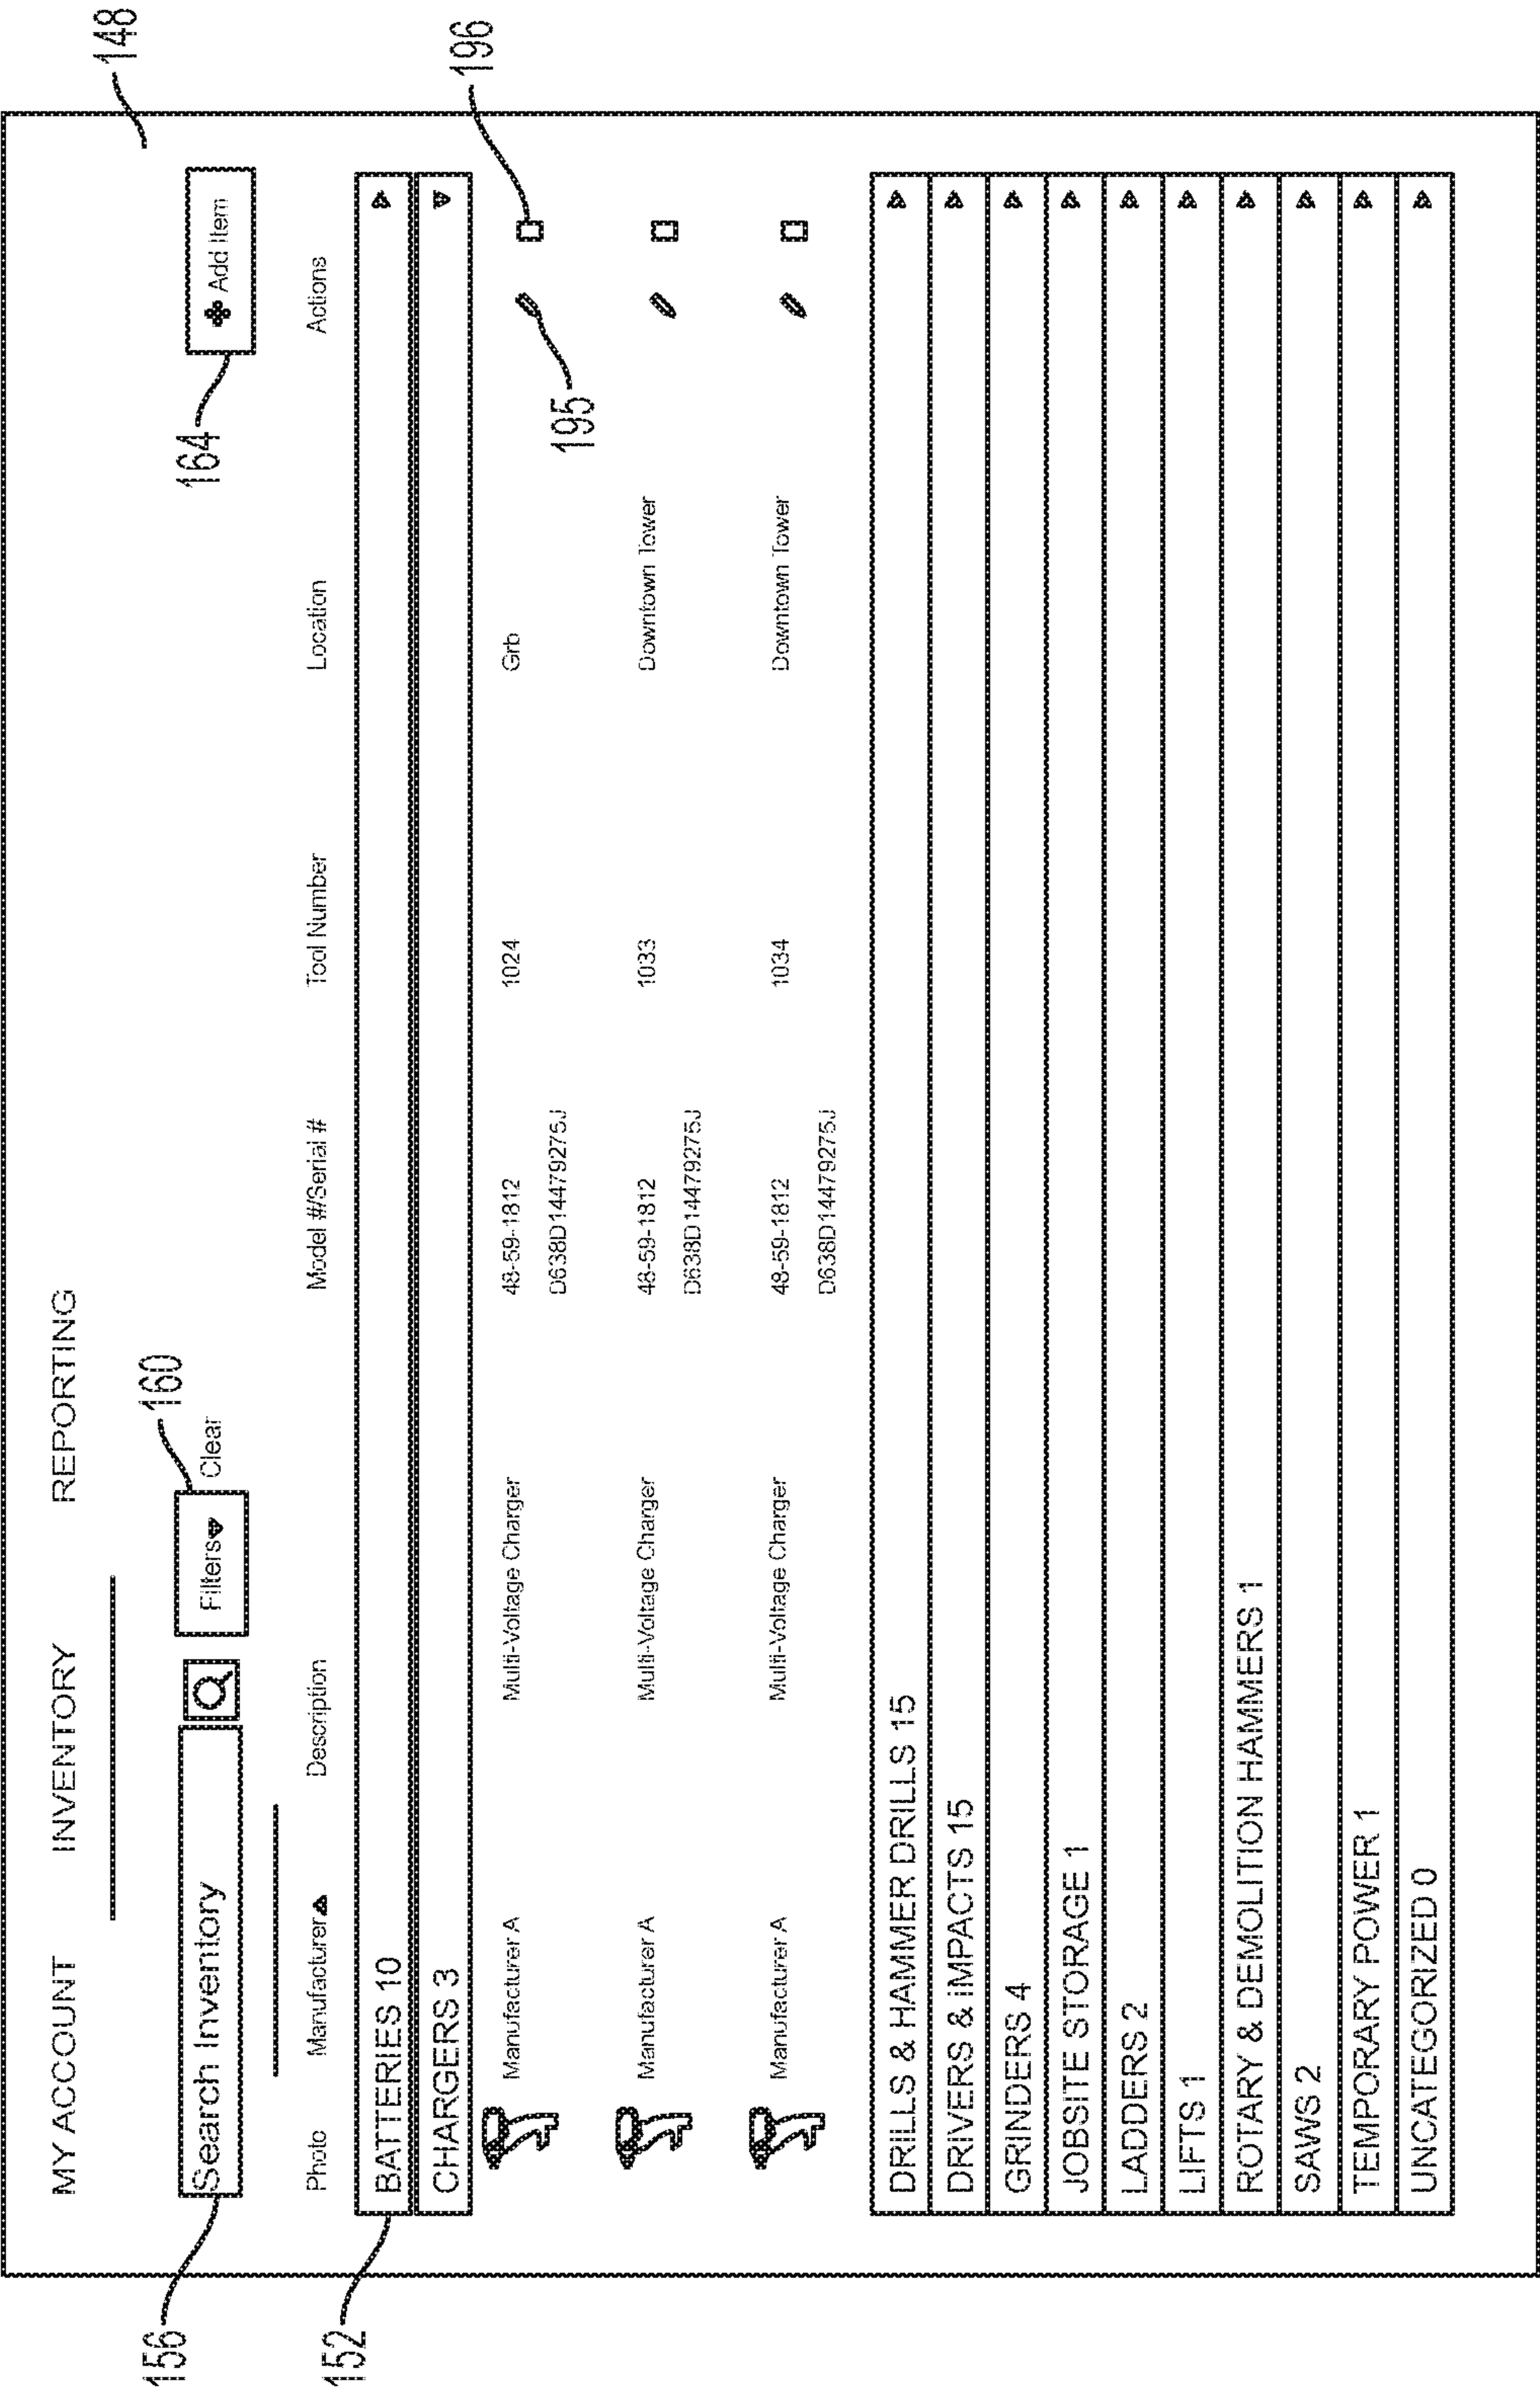 148
MY ACCOUNT INVENTORY REPORTING
156 Search Inventory Filters 160 Clear 164 Add Item
Photo Manufacturer Description Model #/Serial # Tool Number Location Actions
152 BATTERIES 10
CHARGERS 3
196
Manufacturer A Multi-Voltage Charger 48-59-1812 1024 Grb
D638D14479275J
195
Manufacturer A Multi-Voltage Charger 48-59-1812 1033 Downtown Tower
D638D14479275J
Manufacturer A Multi-Voltage Charger 48-59-1812 1034 Downtown Tower
D638D14479275J
DRILLS & HAMMER DRILLS 15
DRIVERS & IMPACTS 15
GRINDERS 4
JOBSITE STORAGE 1
LADDERS 2
LIFTS 1
ROTARY & DEMOLITION HAMMERS 1
SAWS 2
TEMPORARY POWER 1
UNCATEGORIZED 0